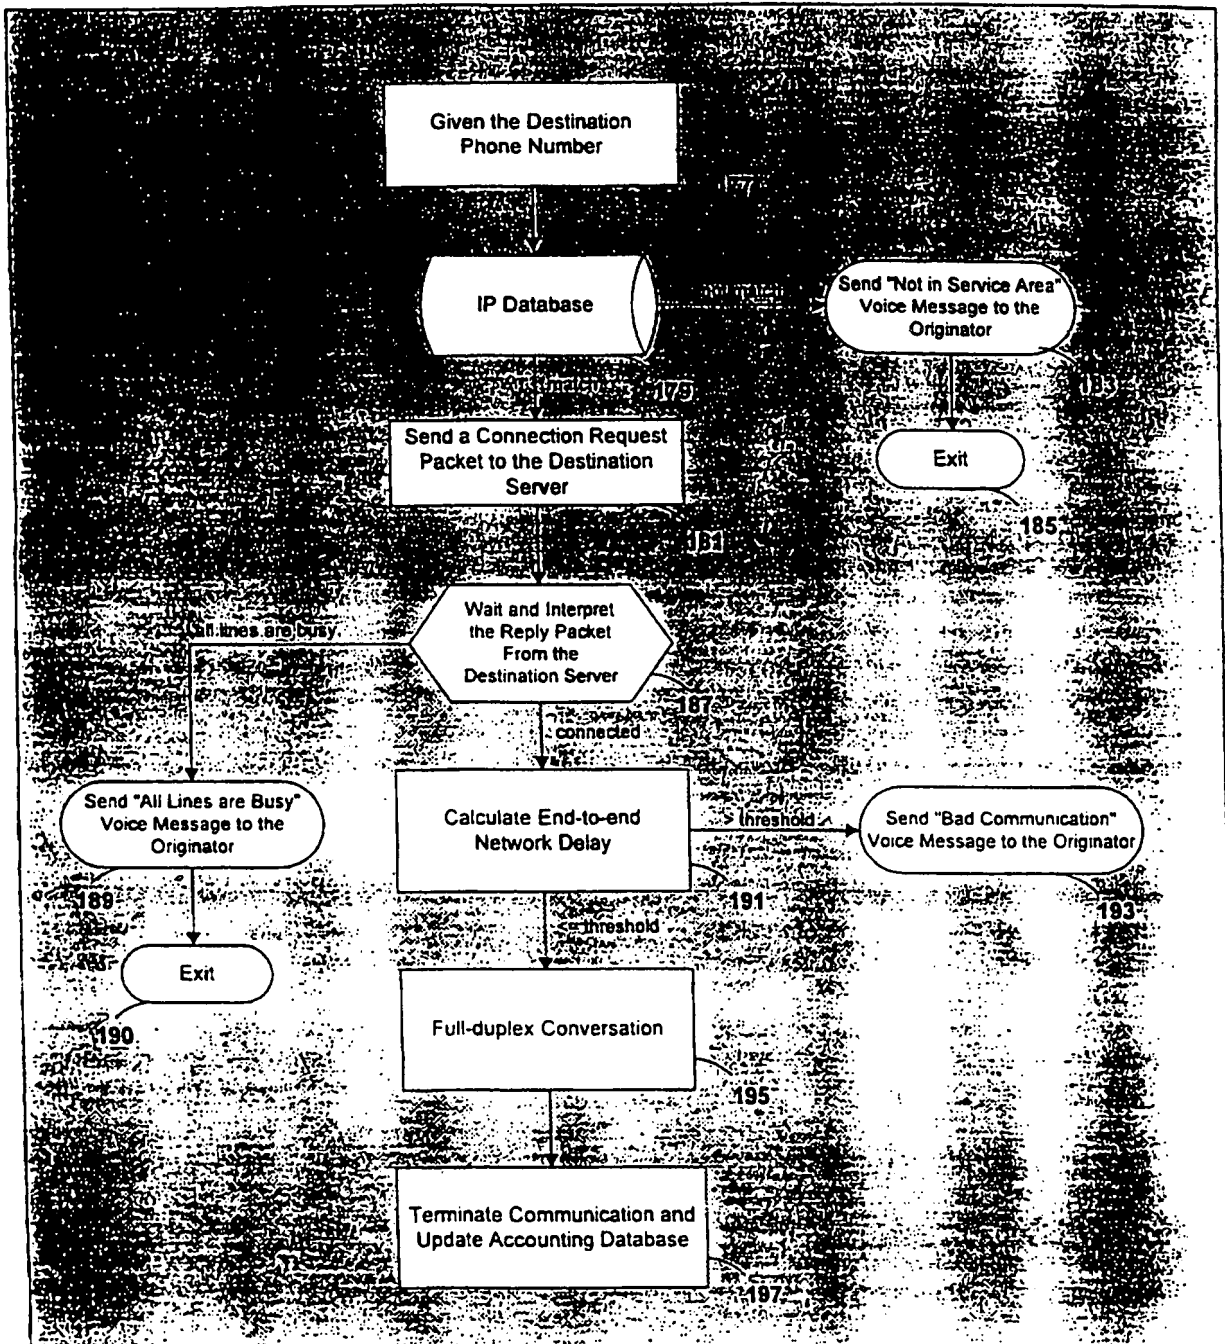 Given the Destination
Phone Number
177
IP Database
179
Send "Not in Service Area"
Voice Message to the
Originator
183
Send a Connection Request
Packet to the Destination
Server
181
Exit
185
Wait and Interpret
the Reply Packet
From the
Destination Server
187
all lines are busy
connected
Send "All Lines are Busy"
Voice Message to the
Originator
189
Calculate End-to-end
Network Delay
191
> threshold
Send "Bad Communication"
Voice Message to the Originator
193
<= threshold
Exit
190
Full-duplex Conversation
195
Terminate Communication and
Update Accounting Database
197